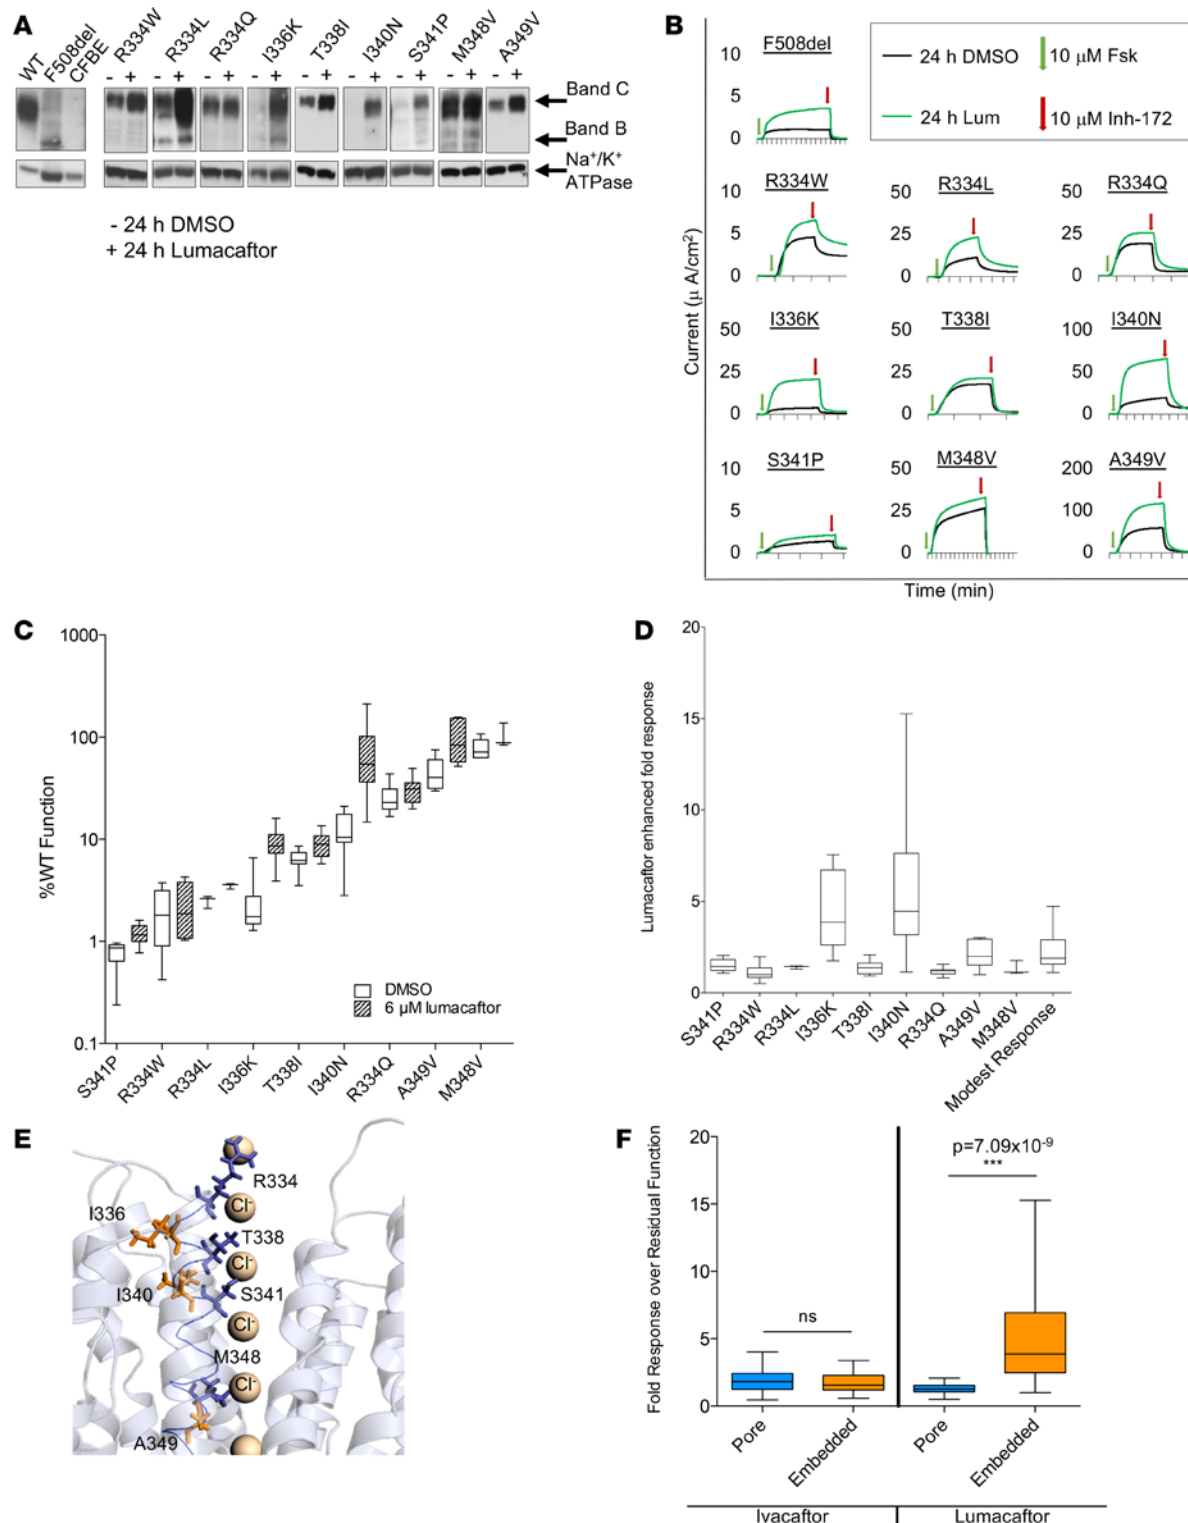 A
WT
F508del
CFBE
R334W
R334L
R334Q
I336K
T338I
I340N
S341P
M348V
A349V
- + - + - + - + - + - + - + - + - +
Band C
Band B
Na+/K+
ATPase
- 24 h DMSO
+ 24 h Lumacaftor
B
Current (μ A/cm²)
24 h DMSO
10 μM Fsk
24 h Lum
10 μM Inh-172
F508del
10
5
0
R334W
10
5
0
R334L
50
25
0
R334Q
50
25
0
I336K
50
25
0
T338I
50
25
0
I340N
100
50
0
S341P
10
5
0
M348V
50
25
0
A349V
200
100
0
Time (min)
C
%WT Function
1000
100
10
1
0.1
DMSO
6 µM lumacaftor
S341P
R334W
R334L
I336K
T338I
I340N
R334Q
A349V
M348V
D
Lumacaftor enhanced fold response
20
15
10
5
0
S341P
R334W
R334L
I336K
T338I
I340N
R334Q
A349V
M348V
Modest Response
E
R334
Cl-
I336
T338
Cl-
I340
S341
Cl-
M348
Cl-
A349
F
Fold Response over Residual Function
20
15
10
5
0
ns
p=7.09x10-9
***
Pore
Embedded
Pore
Embedded
Ivacaftor
Lumacaftor